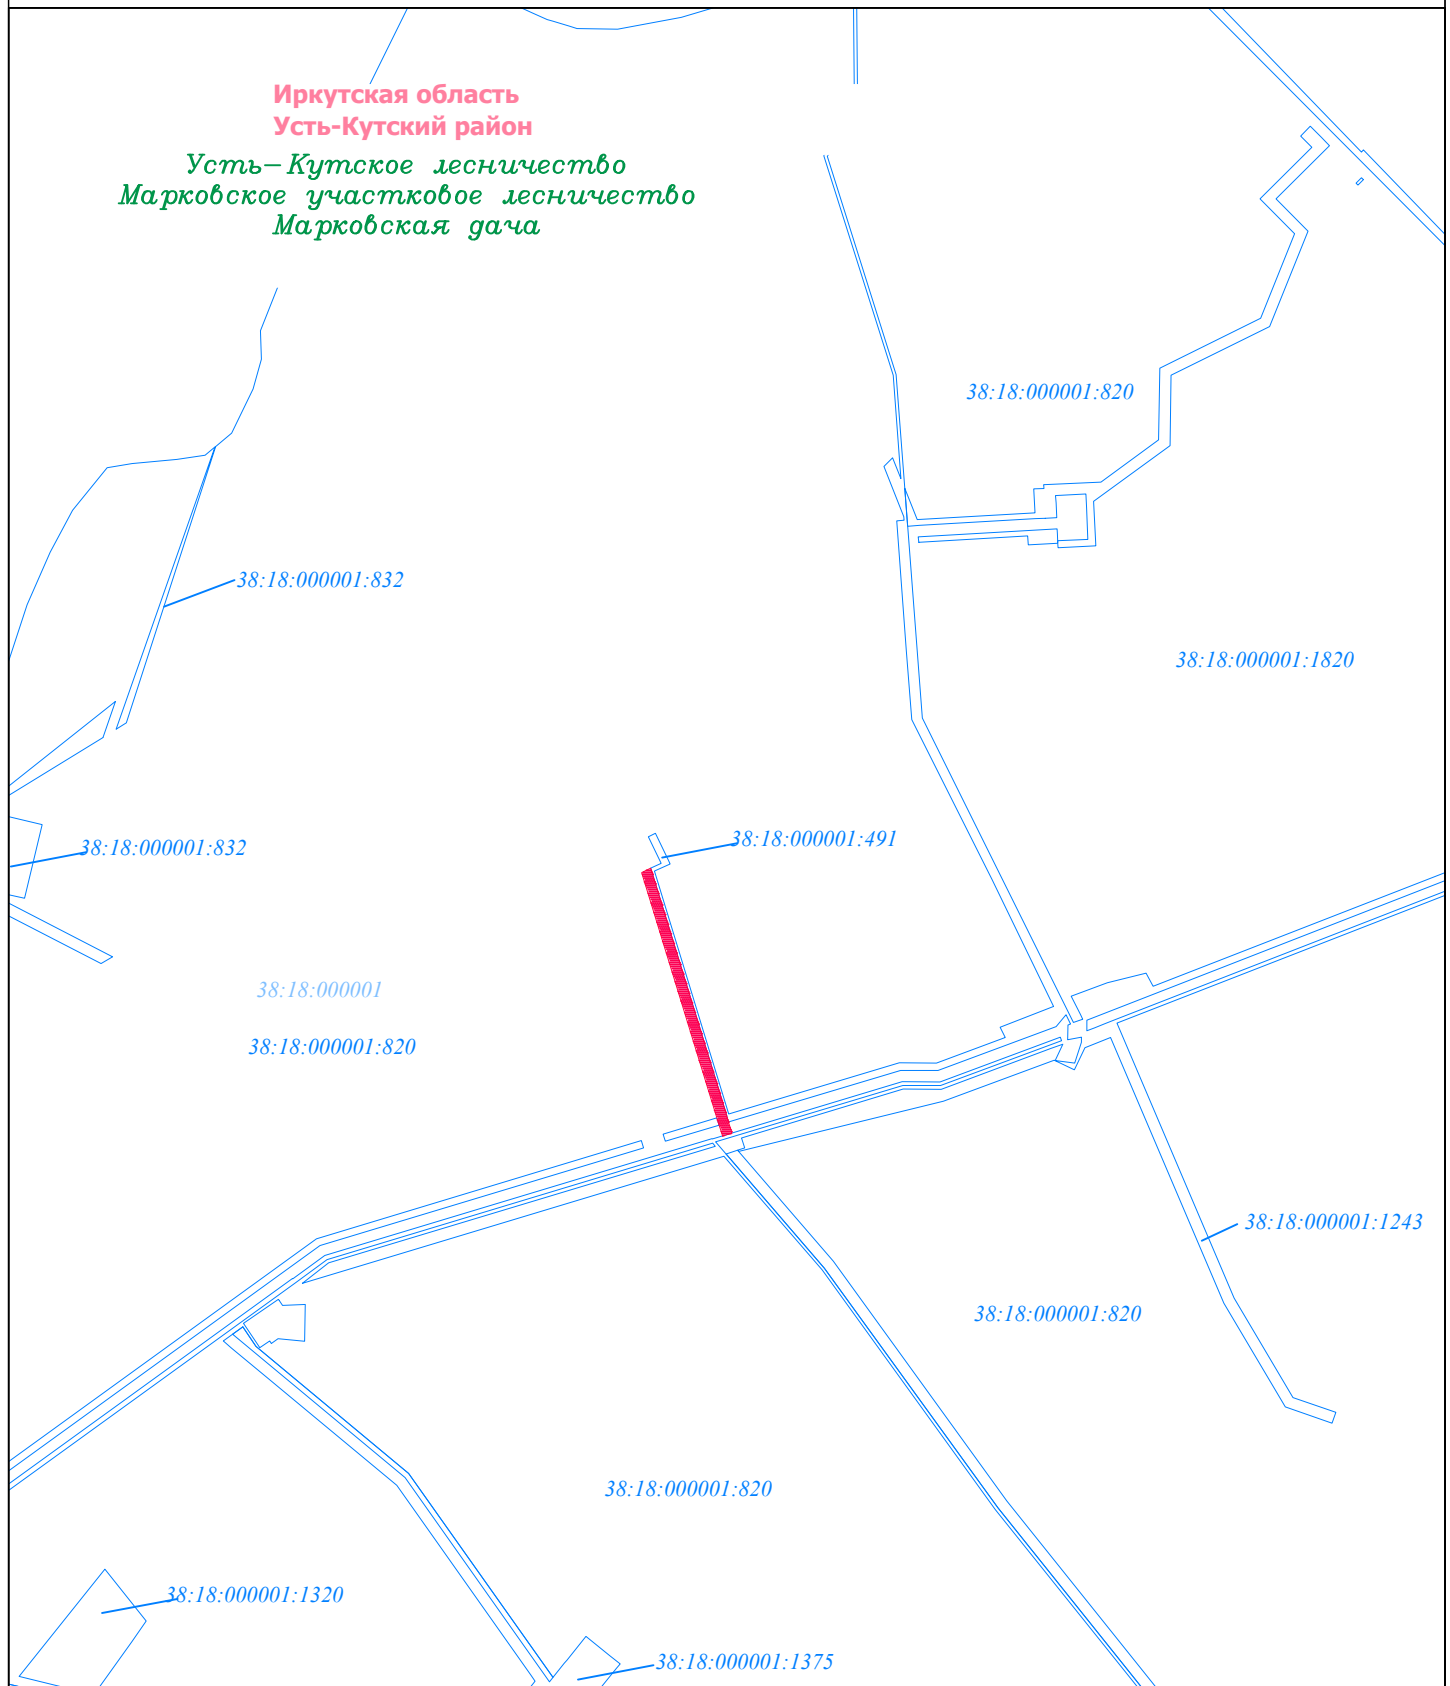 Иркутская область
Усть-Кутский район
Усть-Кутское лесничество
Марковское участковое лесничество
Марковская дача
38:18:000001:820
38:18:000001:832
38:18:000001:1820
38:18:000001:491
38:18:000001:832
38:18:000001
38:18:000001:820
38:18:000001:1243
38:18:000001:820
38:18:000001:820
38:18:000001:1320
38:18:000001:1375